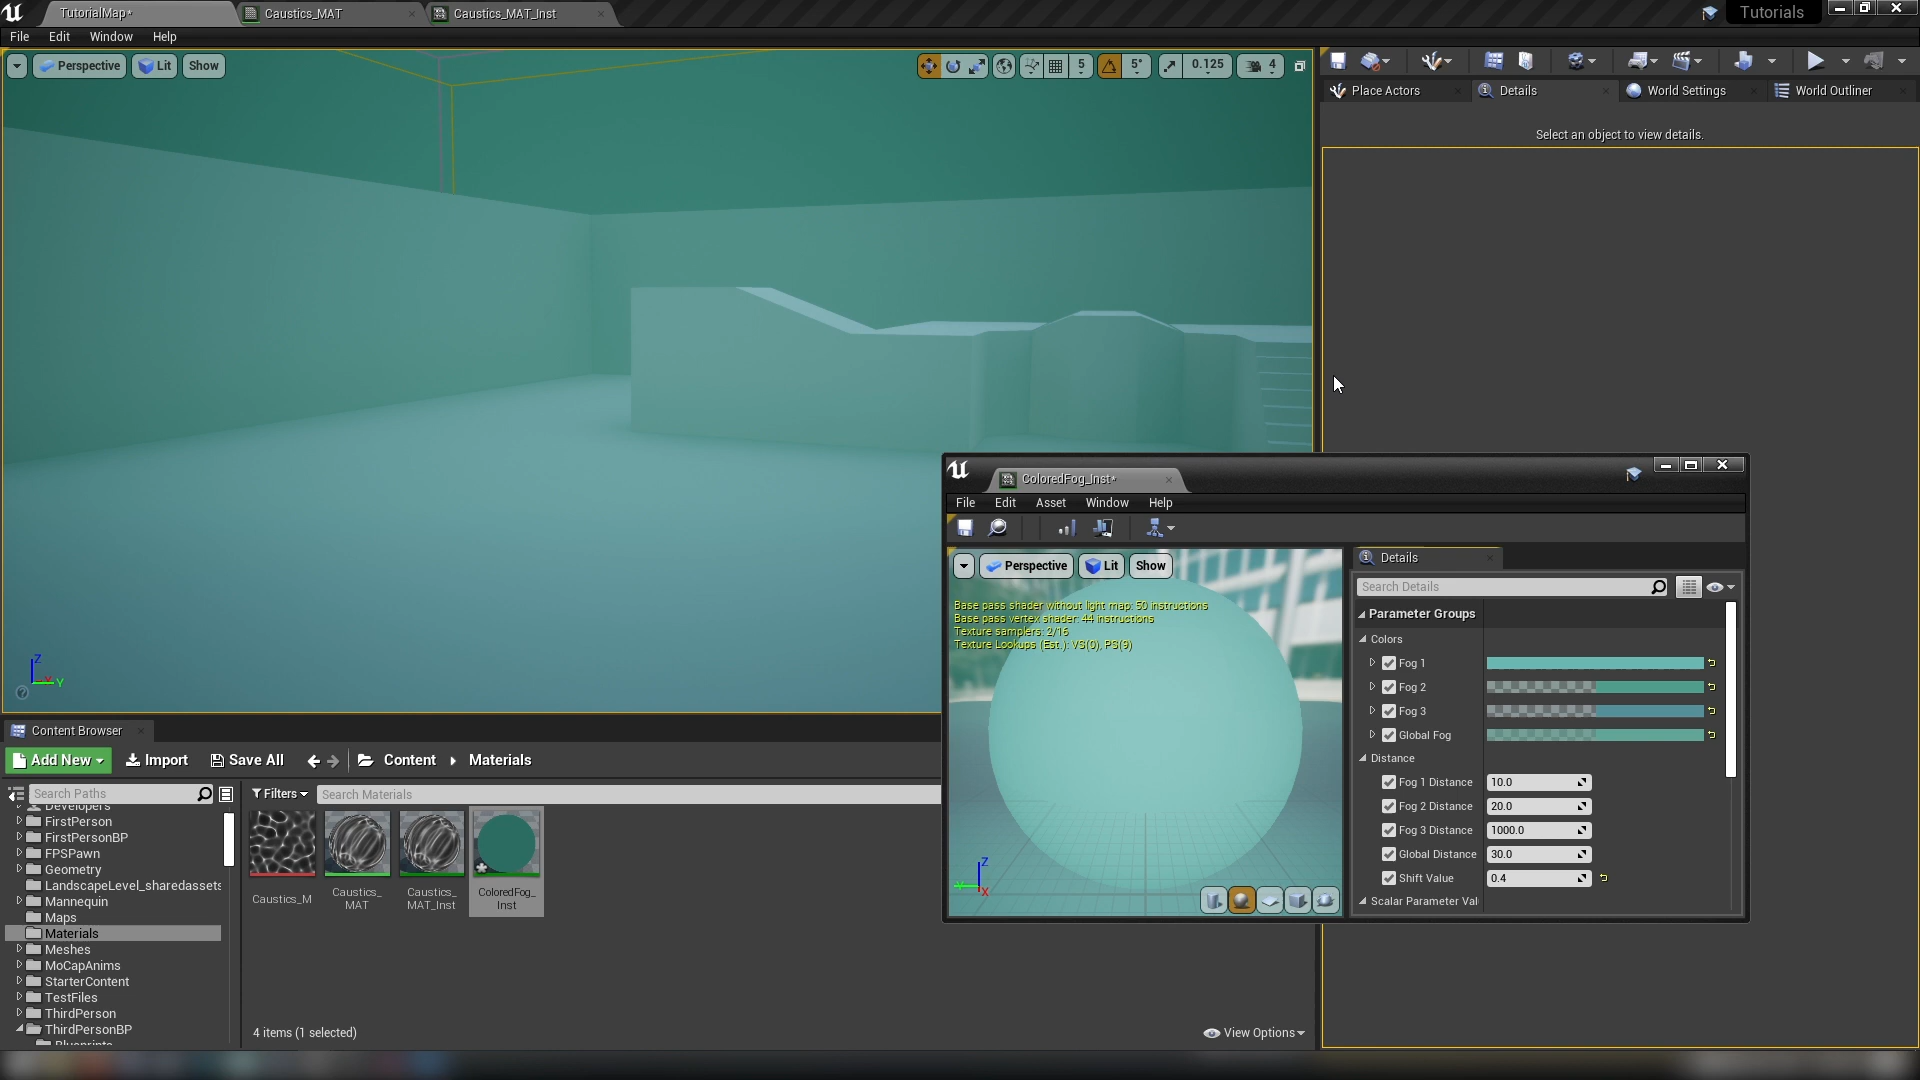 TutorialMap*
Caustics_MAT
Caustics_MAT_Inst
Tutorials
File Edit Window Help
Perspective Lit Show
5 5° 0.125 4
Place Actors Details World Settings World Outliner
Select an object to view details.
ColoredFog_Inst*
File Edit Asset Window Help
Perspective Lit Show
Base pass shader without light map: 50 instructions
Base pass vertex shader: 44 instructions
Texture samplers: 2/16
Texture Lookups (Est.): VS(0), PS(9)
Z
X
Details
Search Details
Parameter Groups
Colors
Fog 1
Fog 2
Fog 3
Global Fog
Distance
Fog 1 Distance 10.0
Fog 2 Distance 20.0
Fog 3 Distance 1000.0
Global Distance 30.0
Shift Value 0.4
Scalar Parameter Val
Z
X Y
Content Browser
Add New Import Save All Content Materials
Search Paths
Filters Search Materials
Developers
FirstPerson
FirstPersonBP
FPSPawn
Geometry
LandscapeLevel_sharedassets
Mannequin
Maps
Materials
Meshes
MoCapAnims
StarterContent
TestFiles
ThirdPerson
ThirdPersonBP
Blueprints
Caustics_M
Caustics_
MAT
Caustics_
MAT_Inst
ColoredFog_
Inst
4 items (1 selected)
View Options